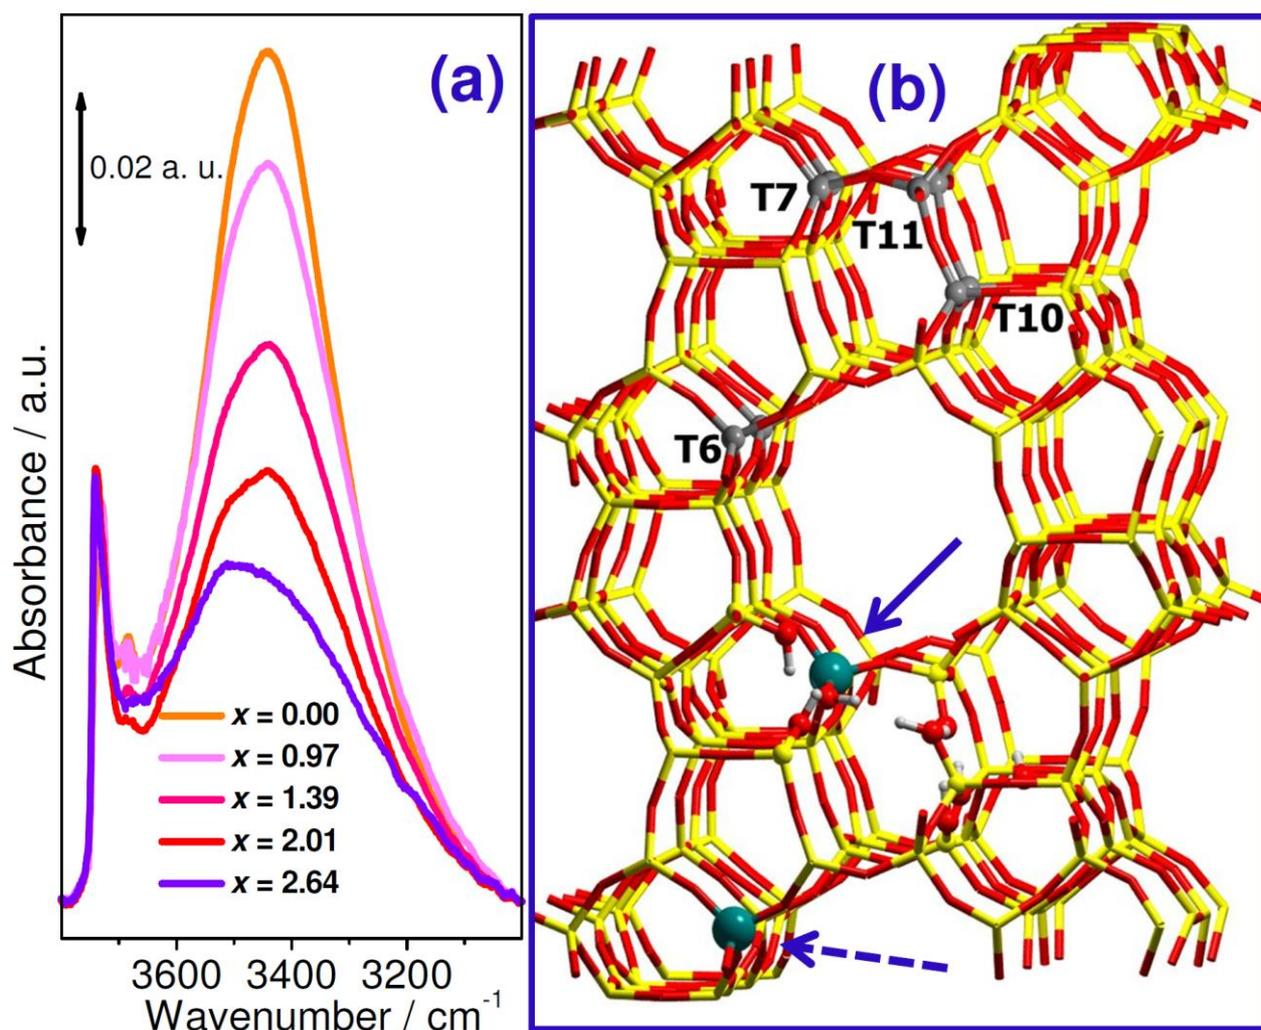 (a)
0.02 a. u.
Absorbance / a.u.
x = 0.00
x = 0.97
x = 1.39
x = 2.01
x = 2.64
3600 3400 3200
Wavenumber / cm⁻¹
(b)
T7
T11
T10
T6